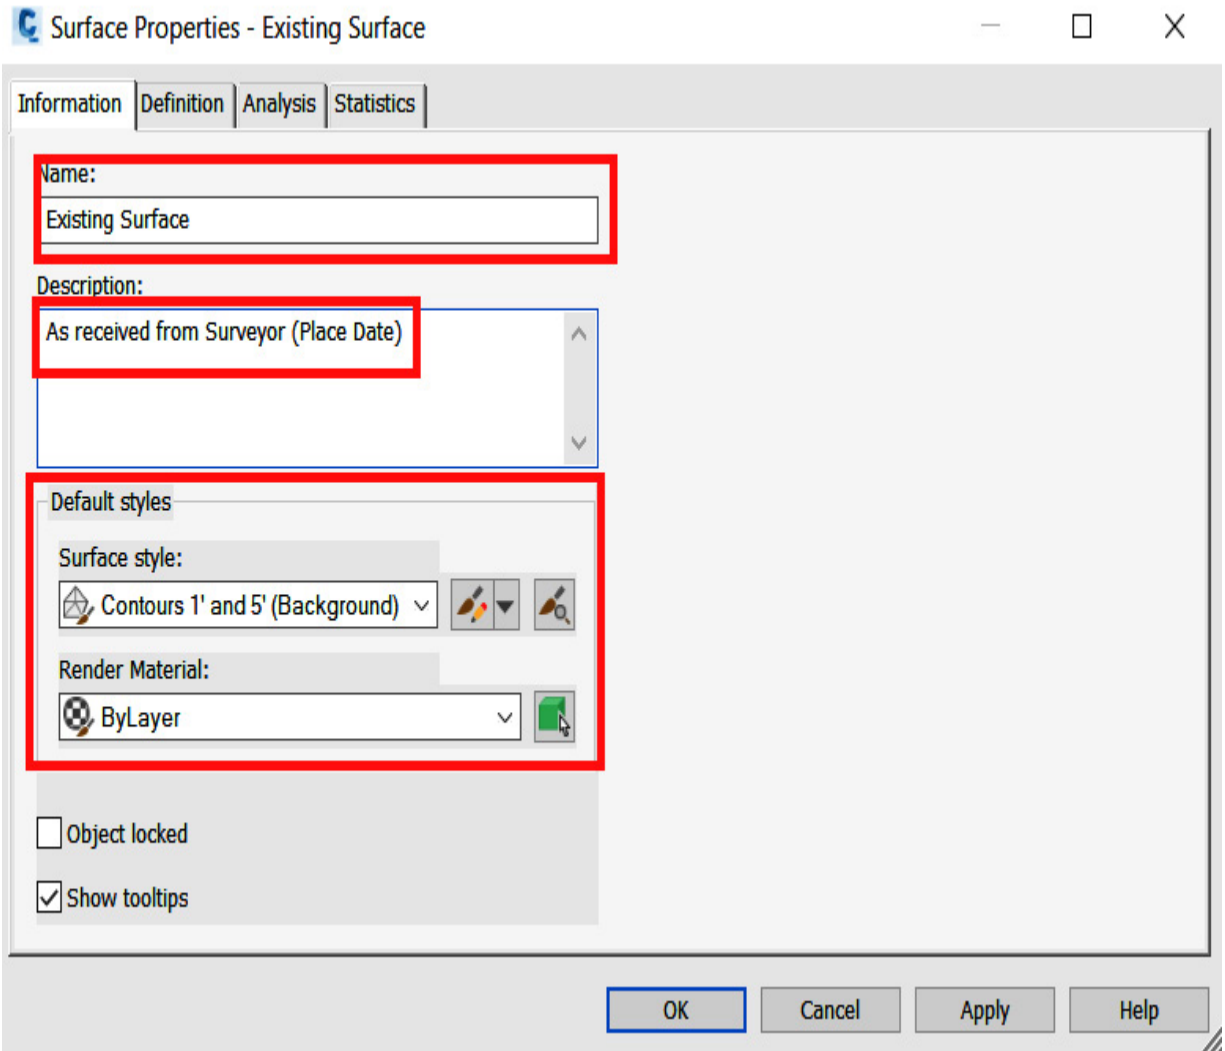 Surface Properties - Existing Surface
Information Definition Analysis Statistics
Name:
Existing Surface
Description:
As received from Surveyor (Place Date)
Default styles
Surface style:
Contours 1' and 5' (Background)
Render Material:
ByLayer
Object locked
Show tooltips
OK Cancel Apply Help